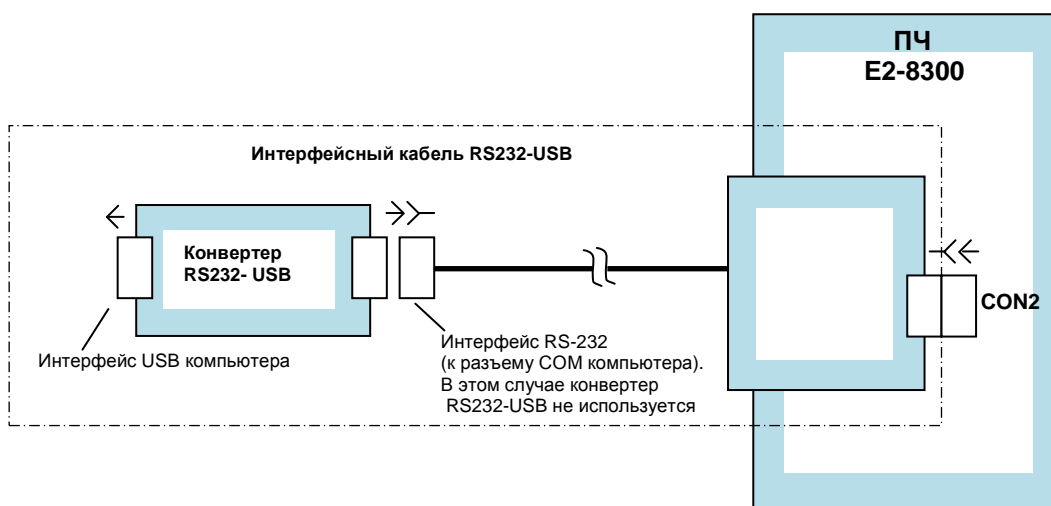 ПЧ
E2-8300
Интерфейсный кабель RS232-USB
Конвертер
RS232- USB
CON2
Интерфейс USB компьютера
Интерфейс RS-232
(к разъему COM компьютера).
В этом случае конвертер
RS232-USB не используется